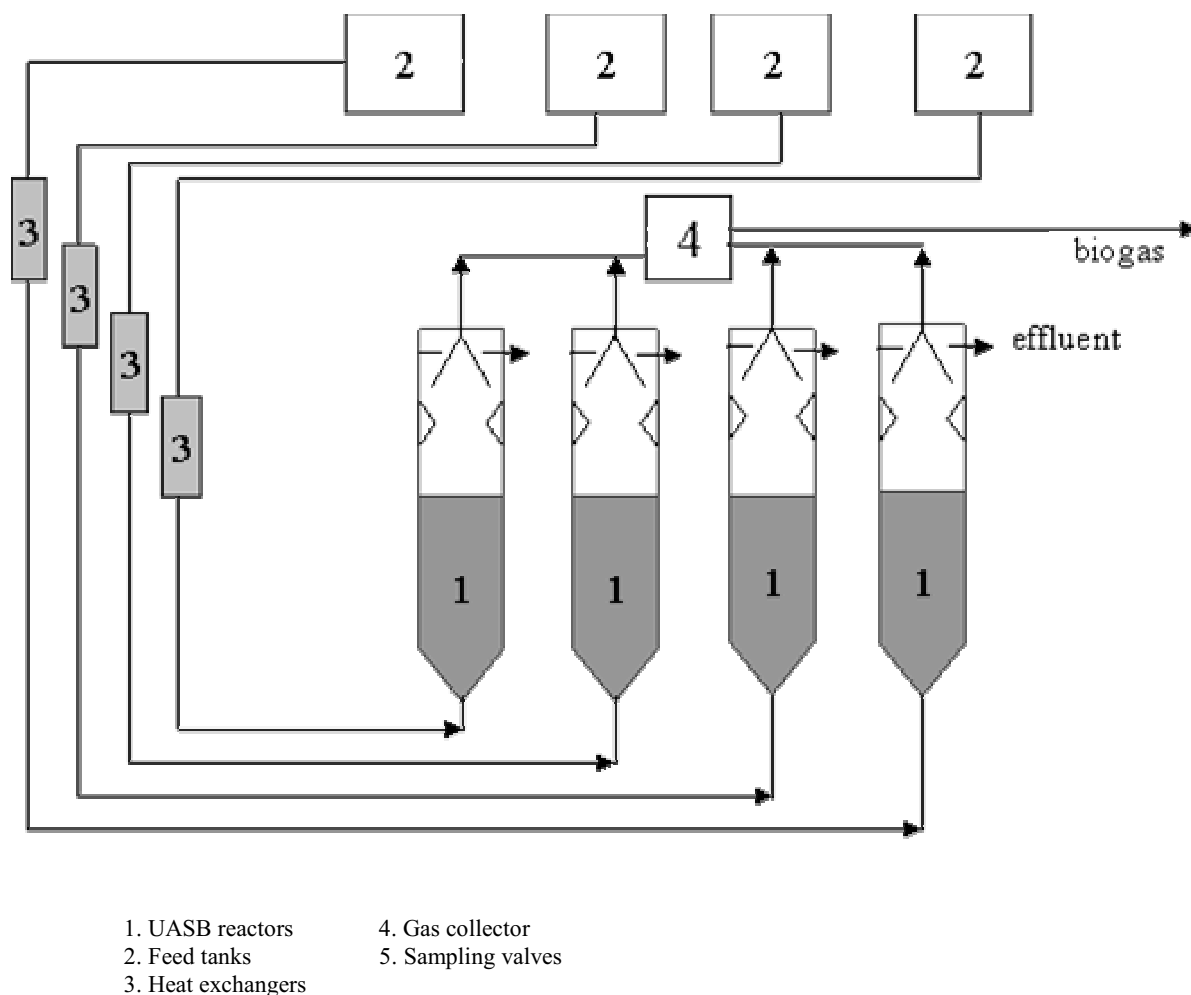 2 2 2 2
3
3
3
3
4
biogas
effluent
1 1 1 1
1. UASB reactors 4. Gas collector
2. Feed tanks 5. Sampling valves
3. Heat exchangers